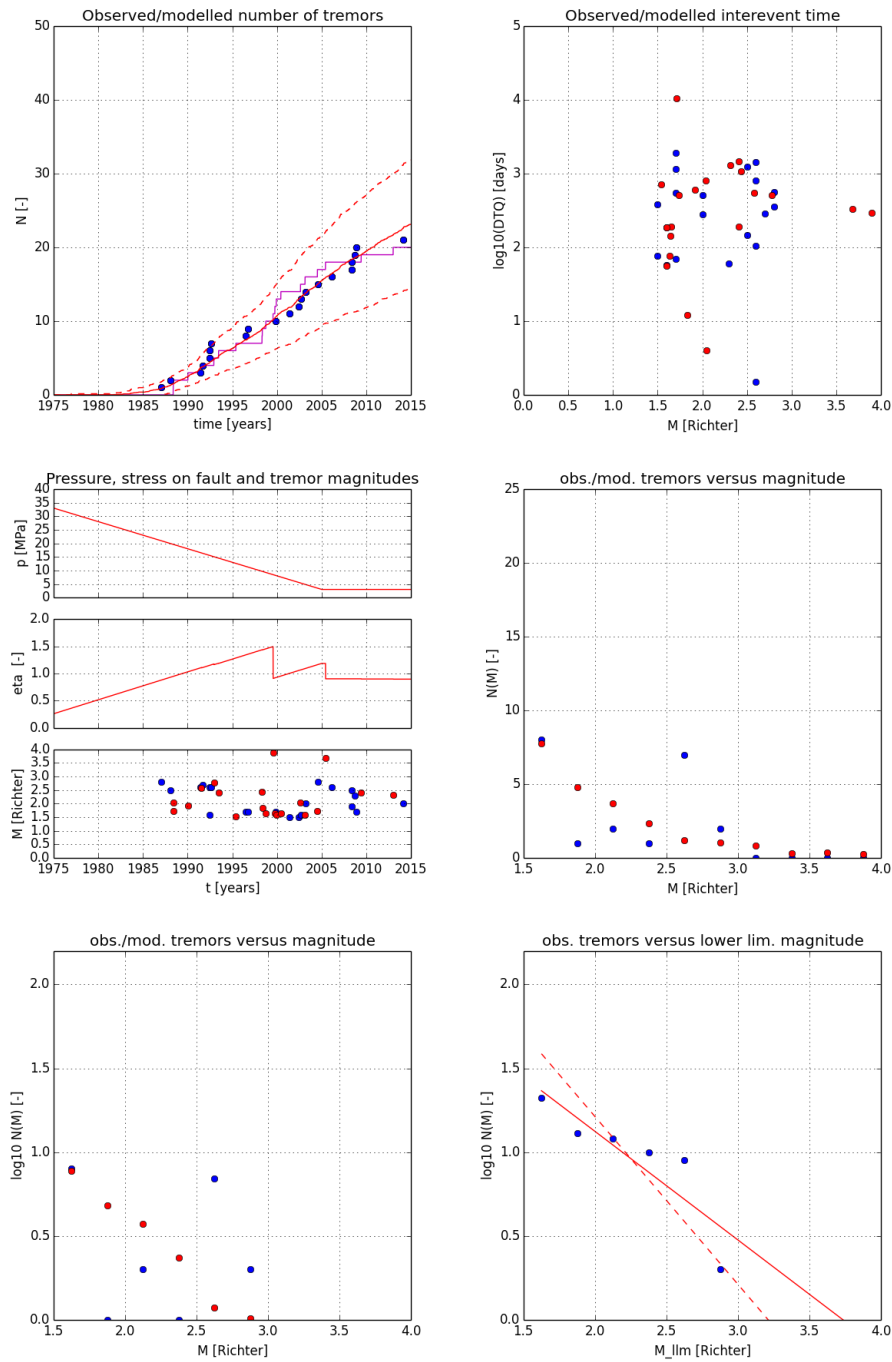 Observed/modelled number of tremors
N [-]
50
40
30
20
10
0
1975 1980 1985 1990 1995 2000 2005 2010 2015
time [years]
Observed/modelled interevent time
log10(DTQ) [days]
5
4
3
2
1
0
0.0 0.5 1.0 1.5 2.0 2.5 3.0 3.5 4.0
M [Richter]
Pressure, stress on fault and tremor magnitudes
p [MPa]
40
35
30
25
20
15
10
5
0
eta [-]
2.0
1.5
1.0
0.5
0.0
M [Richter]
4.0
3.5
3.0
2.5
2.0
1.5
1.0
0.5
0.0
1975 1980 1985 1990 1995 2000 2005 2010 2015
t [years]
obs./mod. tremors versus magnitude
N(M) [-]
25
20
15
10
5
0
1.5 2.0 2.5 3.0 3.5 4.0
M [Richter]
obs./mod. tremors versus magnitude
log10 N(M) [-]
2.0
1.5
1.0
0.5
0.0
1.5 2.0 2.5 3.0 3.5 4.0
M [Richter]
obs. tremors versus lower lim. magnitude
log10 N(M) [-]
2.0
1.5
1.0
0.5
0.0
1.5 2.0 2.5 3.0 3.5 4.0
M_llm [Richter]